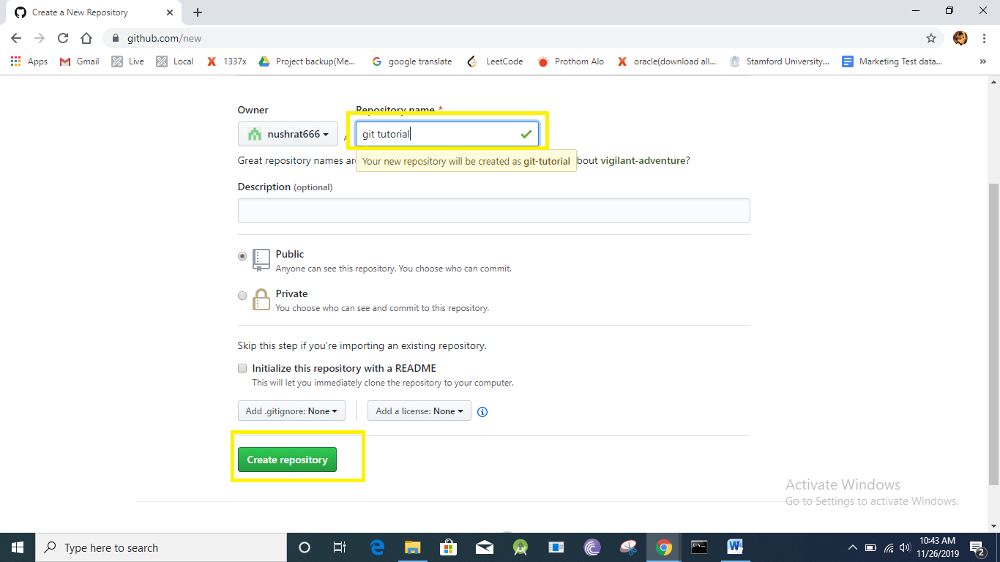 Create a New Repository
github.com/new
Apps Gmail Live Local 1337x Project backup(Me... google translate LeetCode Prothom Alo oracle(download all... Stamford University... Marketing Test data... »
Owner Repository name *
nushrat666 / git tutorial
Great repository names are
Your new repository will be created as git-tutorial
bout vigilant-adventure?
Description (optional)
Public
Anyone can see this repository. You choose who can commit.
Private
You choose who can see and commit to this repository.
Skip this step if you're importing an existing repository.
Initialize this repository with a README
This will let you immediately clone the repository to your computer.
Add .gitignore: None Add a license: None
Create repository
Activate Windows
Go to Settings to activate Windows.
Type here to search
10:43 AM
11/26/2019
2